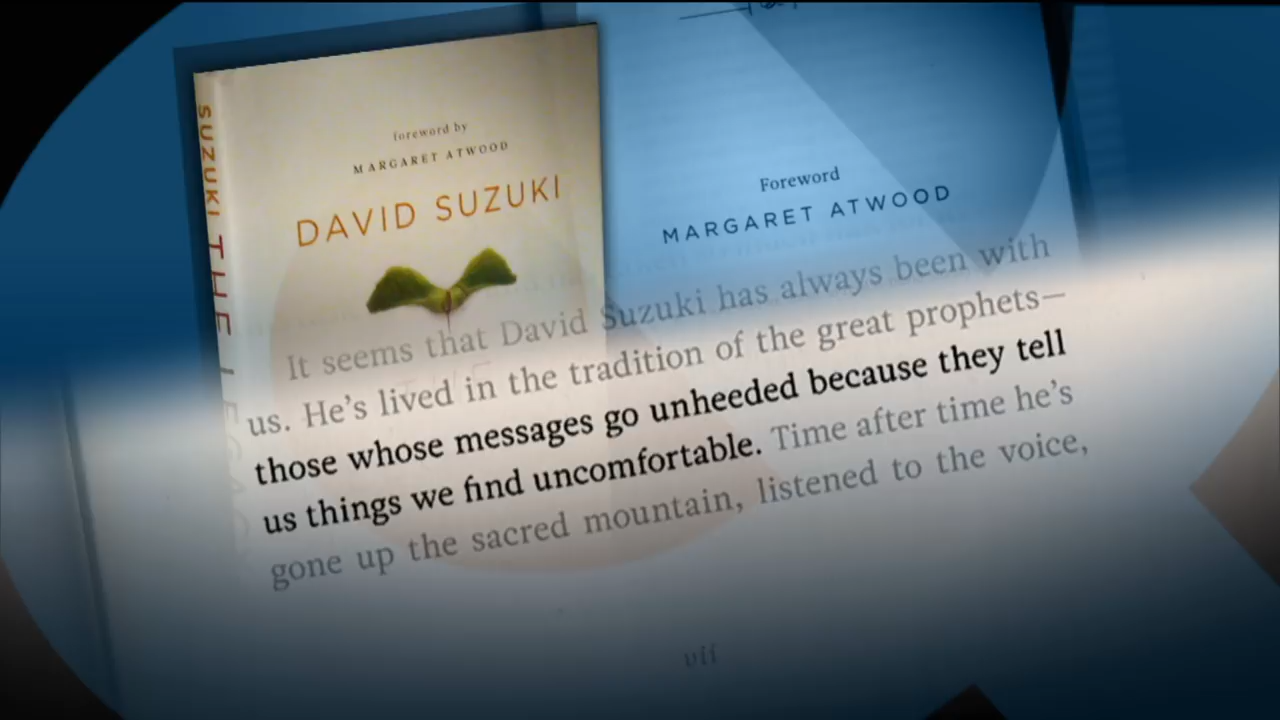 foreword by
MARGARET ATWOOD
DAVID SUZUKI
SUZUKI THE
Foreword
MARGARET ATWOOD
It seems that David Suzuki has always been with
us. He's lived in the tradition of the great prophets—
those whose messages go unheeded because they tell
us things we find uncomfortable. Time after time he's
gone up the sacred mountain, listened to the voice,
vii